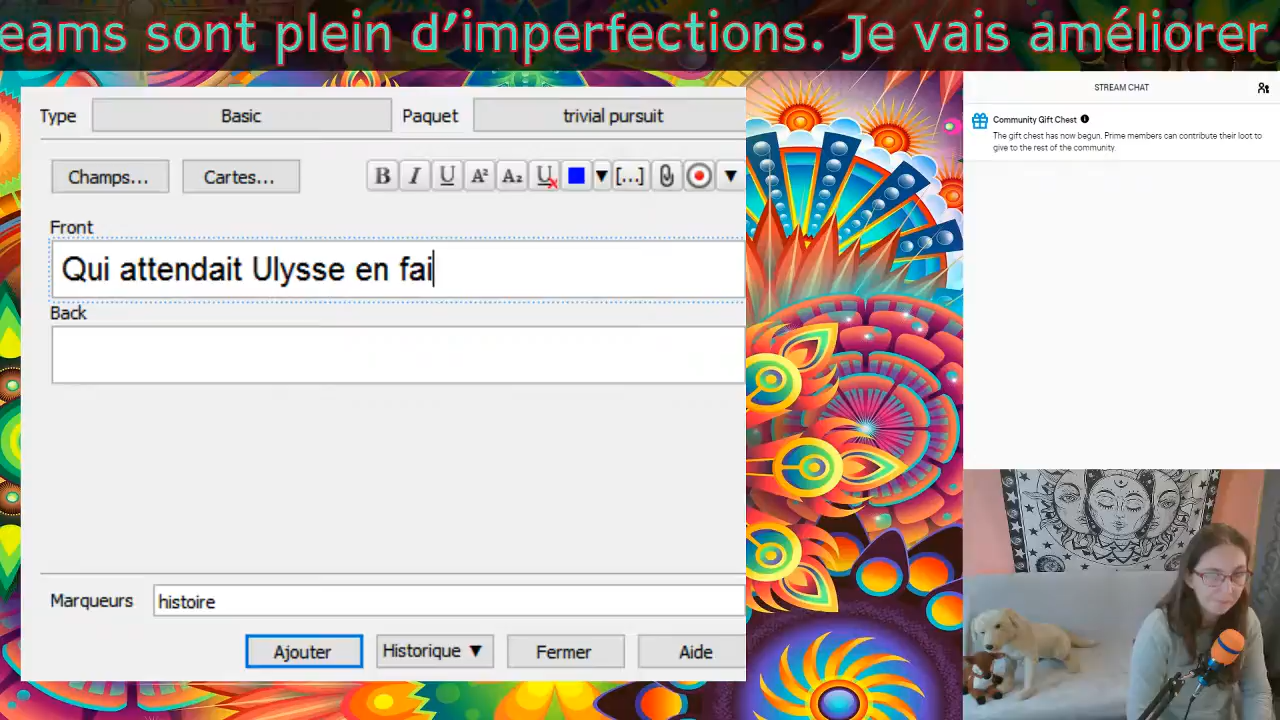 eams sont plein d'imperfections. Je vais améliorer
Type Basic Paquet trivial pursuit
Champs... Cartes... B I U A² A₂ U [...]
Front
Qui attendait Ulysse en fai
Back
Marqueurs histoire
Ajouter Historique ▼ Fermer Aide
STREAM CHAT
Community Gift Chest
The gift chest has now begun. Prime members can contribute their loot to
give to the rest of the community.